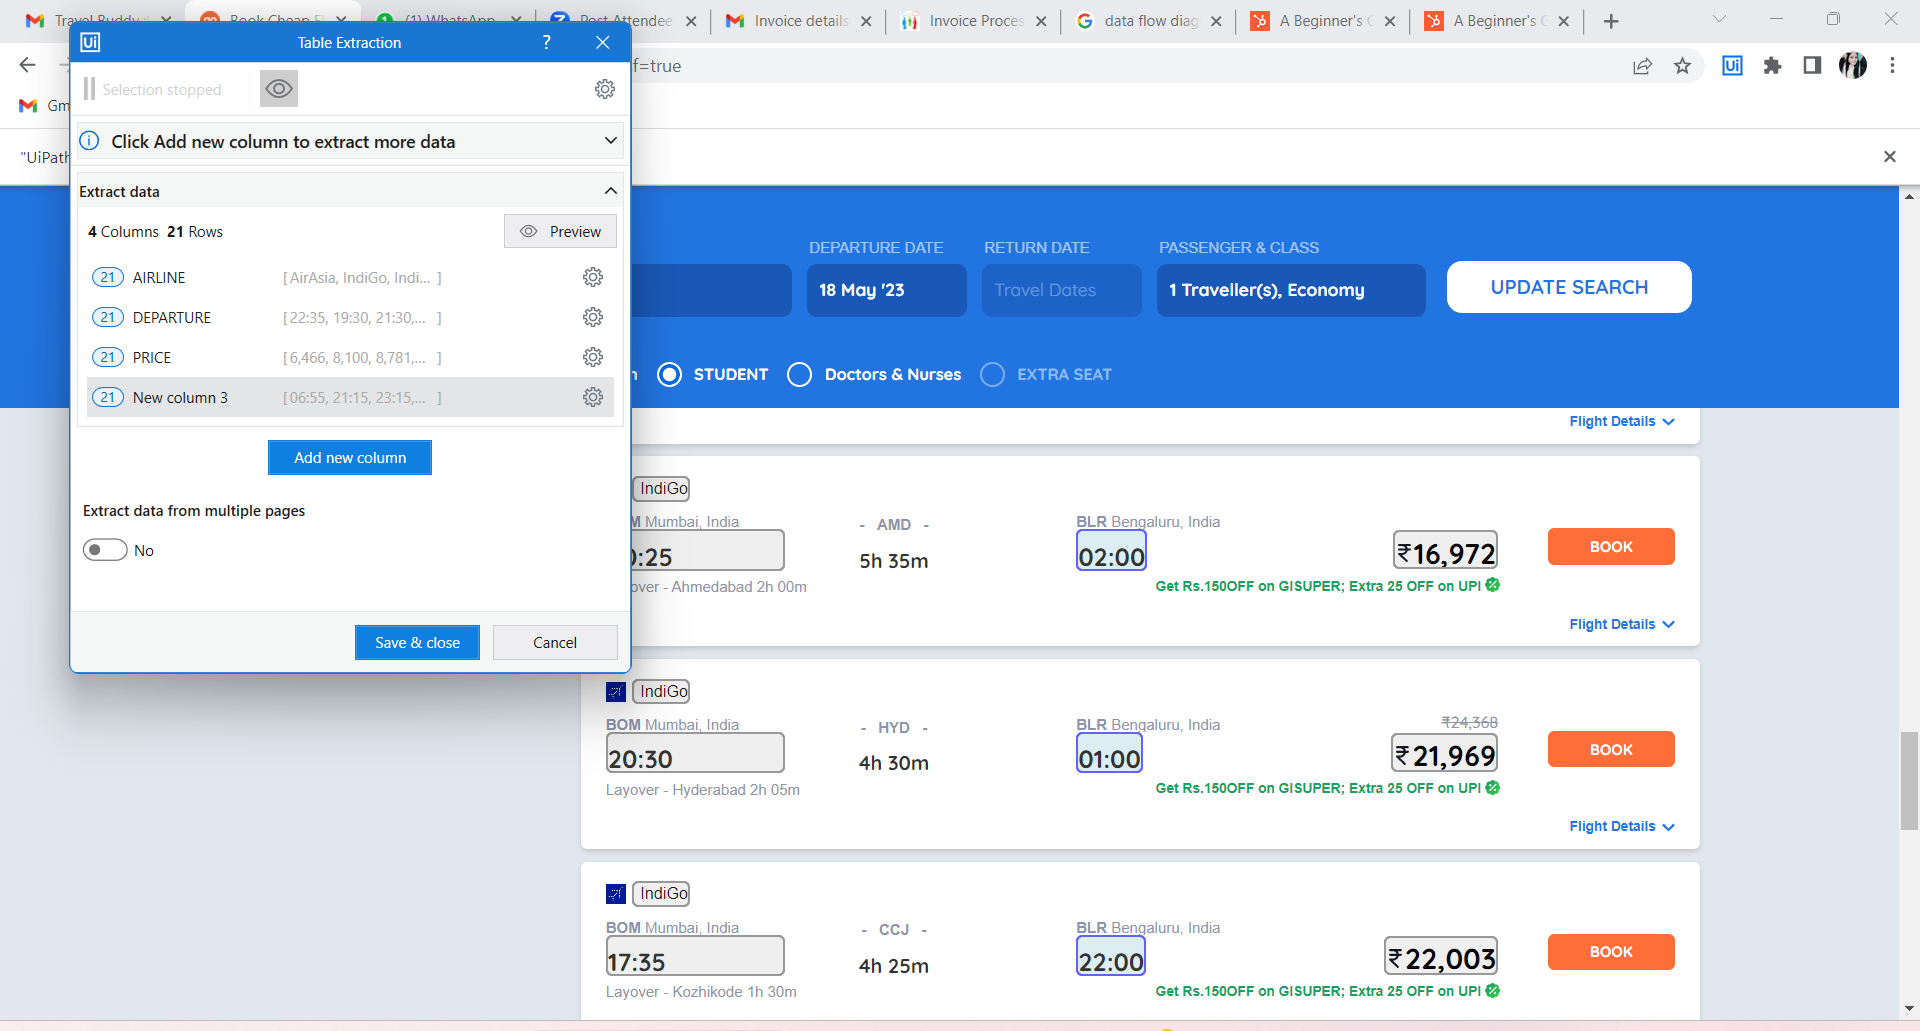 Travel Buddy
Book Cheap Fl
(1) WhatsApp
Post Attendee
Invoice details
Invoice Proces
data flow diag
A Beginner's G
A Beginner's G
Ui Table Extraction ?
f=true
Ui
Selection stopped
Gm
Click Add new column to extract more data
"UiPath
Extract data
4 Columns 21 Rows
Preview
21 AIRLINE [ AirAsia, IndiGo, Indi... ]
21 DEPARTURE [ 22:35, 19:30, 21:30,... ]
21 PRICE [ 6,466, 8,100, 8,781,... ]
21 New column 3 [ 06:55, 21:15, 23:15,... ]
Add new column
Extract data from multiple pages
No
Save & close
Cancel
DEPARTURE DATE
RETURN DATE
PASSENGER & CLASS
18 May '23
Travel Dates
1 Traveller(s), Economy
UPDATE SEARCH
n
STUDENT
Doctors & Nurses
EXTRA SEAT
Flight Details
IndiGo
M Mumbai, India
- AMD -
BLR Bengaluru, India
:25
5h 35m
02:00
₹16,972
BOOK
over - Ahmedabad 2h 00m
Get Rs.150OFF on GISUPER; Extra 25 OFF on UPI
Flight Details
IndiGo
BOM Mumbai, India
- HYD -
BLR Bengaluru, India
₹24,368
20:30
4h 30m
01:00
₹21,969
BOOK
Layover - Hyderabad 2h 05m
Get Rs.150OFF on GISUPER; Extra 25 OFF on UPI
Flight Details
IndiGo
BOM Mumbai, India
- CCJ -
BLR Bengaluru, India
17:35
4h 25m
22:00
₹22,003
BOOK
Layover - Kozhikode 1h 30m
Get Rs.150OFF on GISUPER; Extra 25 OFF on UPI